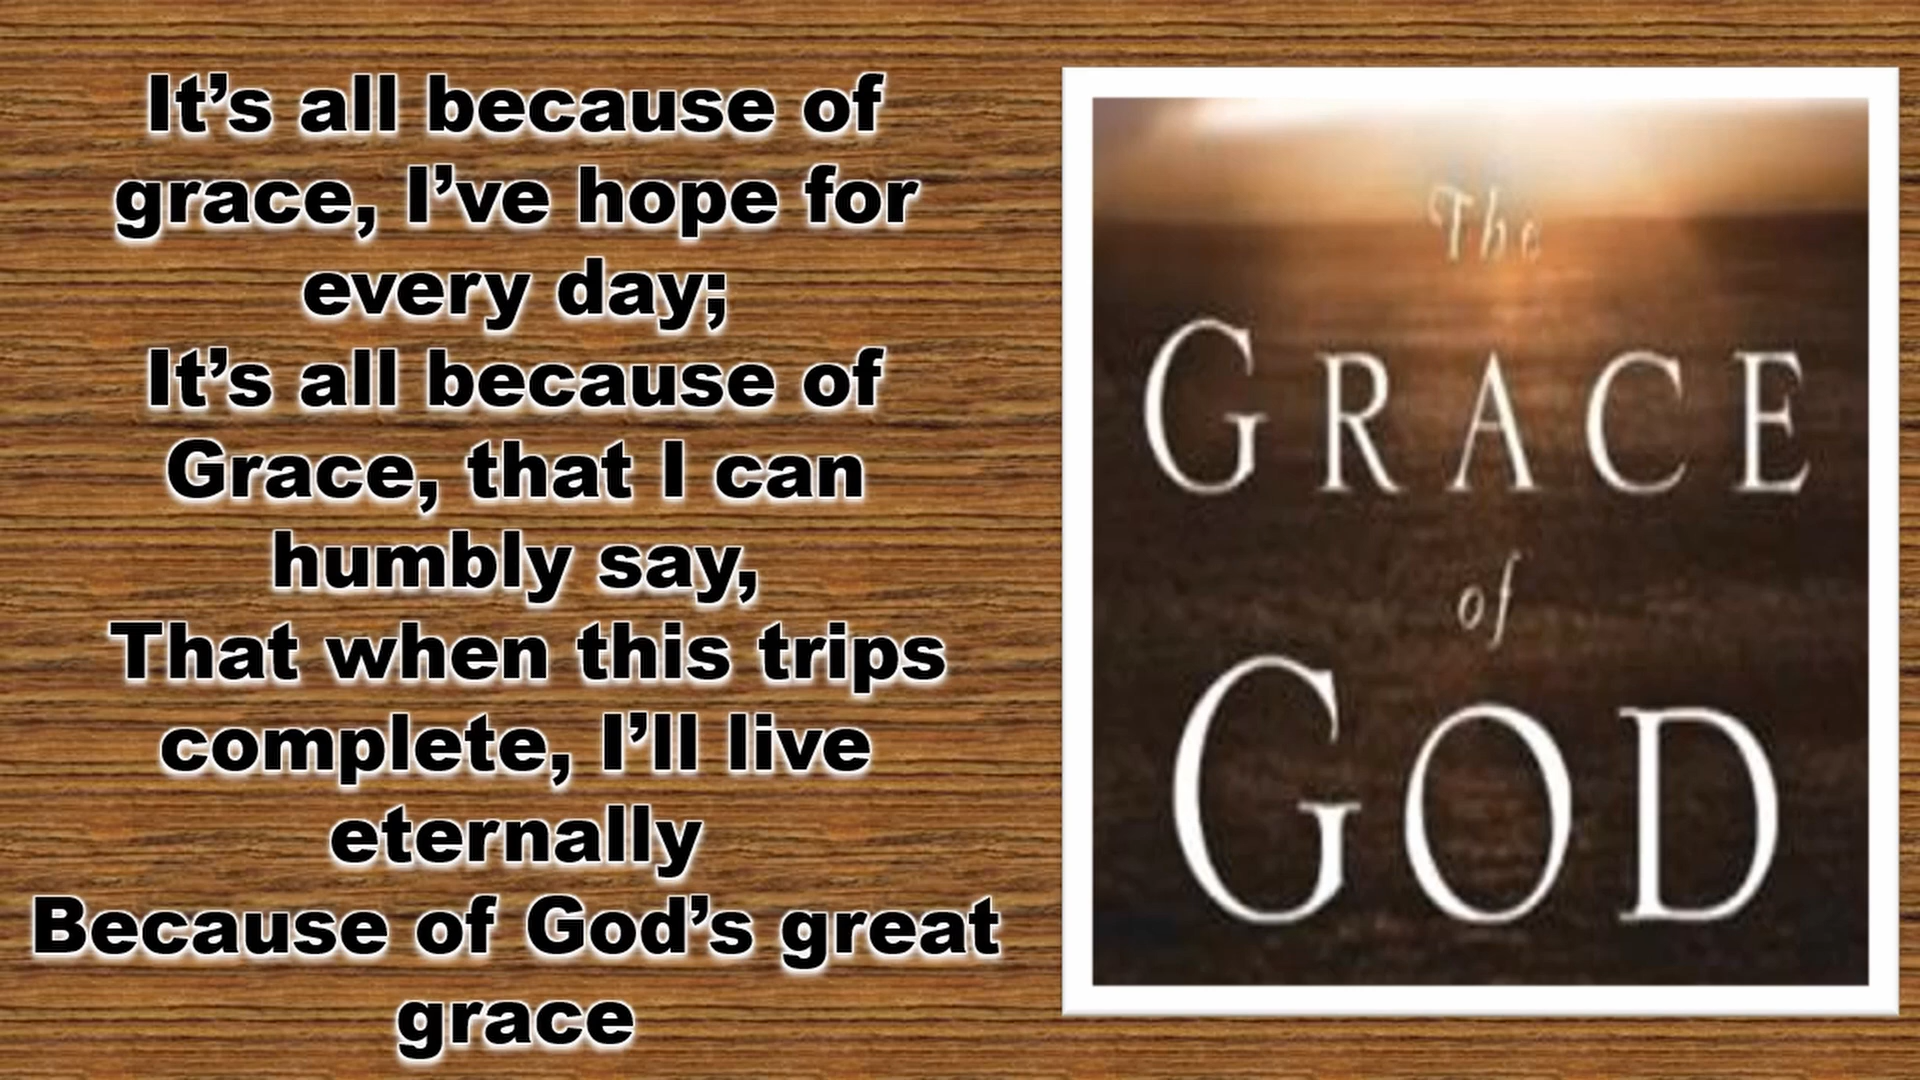 It’s all because of
grace, I’ve hope for
every day;
It’s all because of
Grace, that I can
humbly say,
That when this trips
complete, I’ll live
eternally
Because of God’s great
grace
The
GRACE
of
GOD